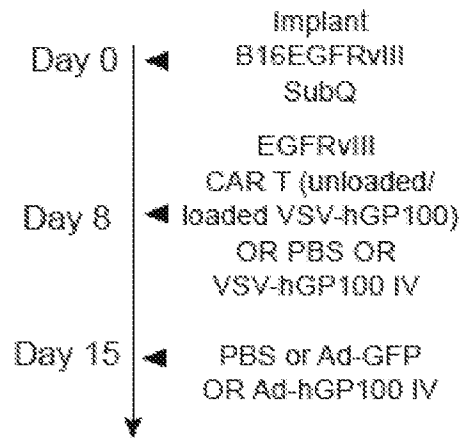 Implant
Day 0
B16EGFRvIII
SubQ
EGFRvIII
CAR T (unloaded/
Day 8
loaded VSV-hGP100)
OR PBS OR
VSV-hGP100 IV
Day 15
PBS or Ad-GFP
OR Ad-hGP100 IV